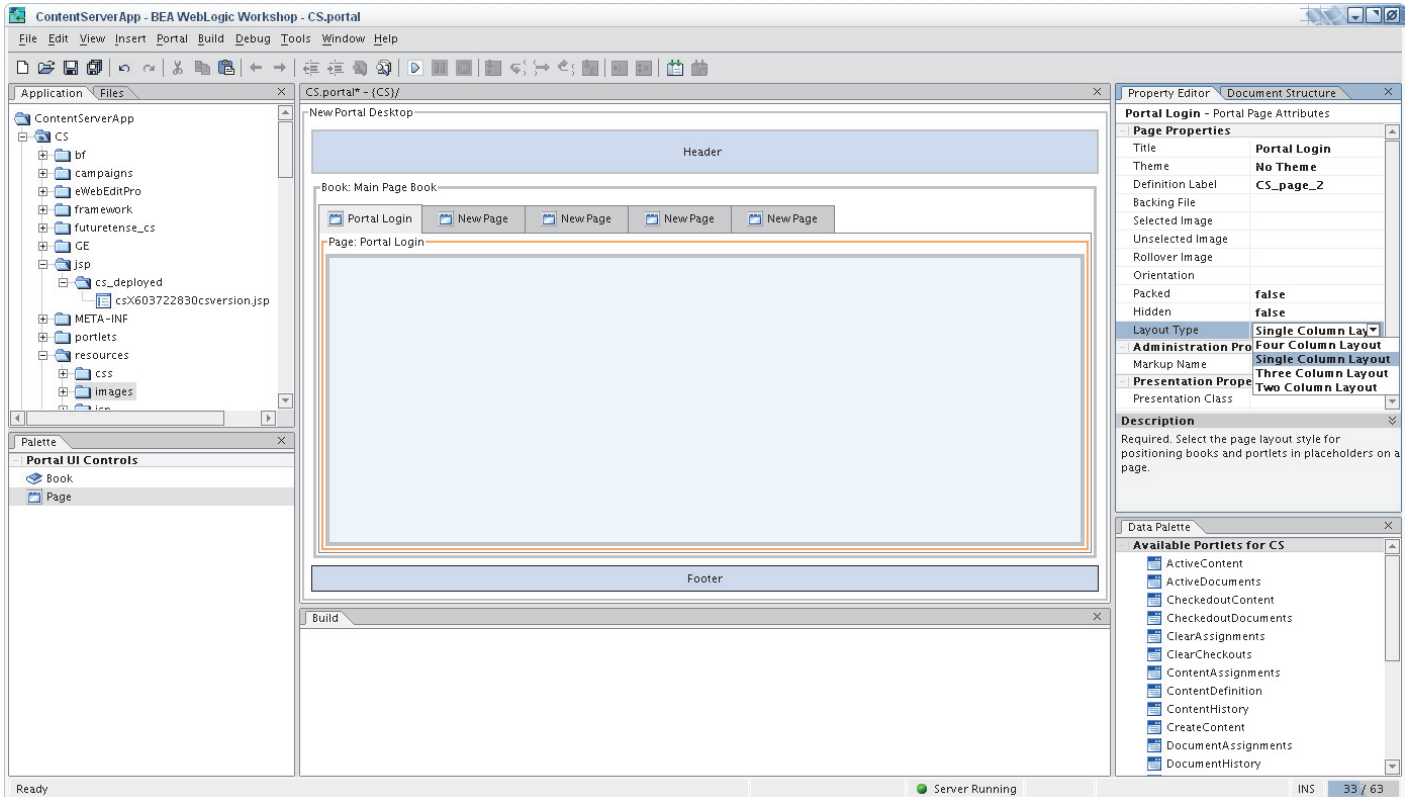 ContentServerApp - BEA WebLogic Workshop - CS.portal
File Edit View Insert Portal Build Debug Tools Window Help
Application Files
ContentServerApp
CS
bf
campaigns
eWebEditPro
framework
futuretense_cs
GE
jsp
cs_deployed
csX603722830csversion.jsp
META-INF
portlets
resources
css
images
Palette
Portal UI Controls
Book
Page
CS.portal* - {CS}/
New Portal Desktop
Header
Book: Main Page Book
Portal Login New Page New Page New Page New Page
Page: Portal Login
Footer
Build
Property Editor Document Structure
Portal Login - Portal Page Attributes
Page Properties
Title Portal Login
Theme No Theme
Definition Label CS_page_2
Backing File
Selected Image
Unselected Image
Rollover Image
Orientation
Packed false
Hidden false
Layout Type Single Column Lay
Four Column Layout
Administration Pro
Single Column Layout
Markup Name
Three Column Layout
Presentation Prope
Two Column Layout
Presentation Class
Description
Required. Select the page layout style for
positioning books and portlets in placeholders on a
page.
Data Palette
Available Portlets for CS
ActiveContent
ActiveDocuments
CheckedoutContent
CheckedoutDocuments
ClearAssignments
ClearCheckouts
ContentAssignments
ContentDefinition
ContentHistory
CreateContent
DocumentAssignments
DocumentHistory
Ready Server Running INS 33 / 63